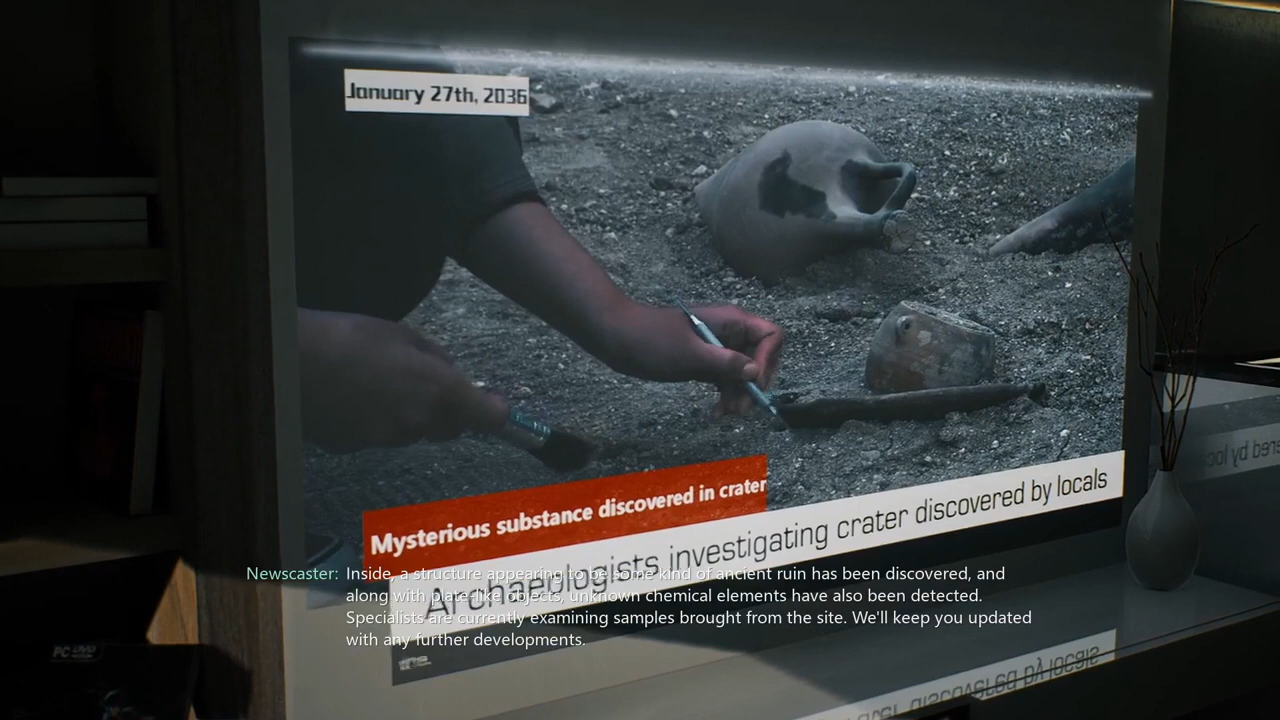 January 27th, 2036
Mysterious substance discovered in crater
Archaeologists investigating crater discovered by locals
Newscaster: Inside, a structure appearing to be some kind of ancient ruin has been discovered, and
along with plate-like objects, unknown chemical elements have also been detected.
Specialists are currently examining samples brought from the site. We'll keep you updated
with any further developments.
PC DVD